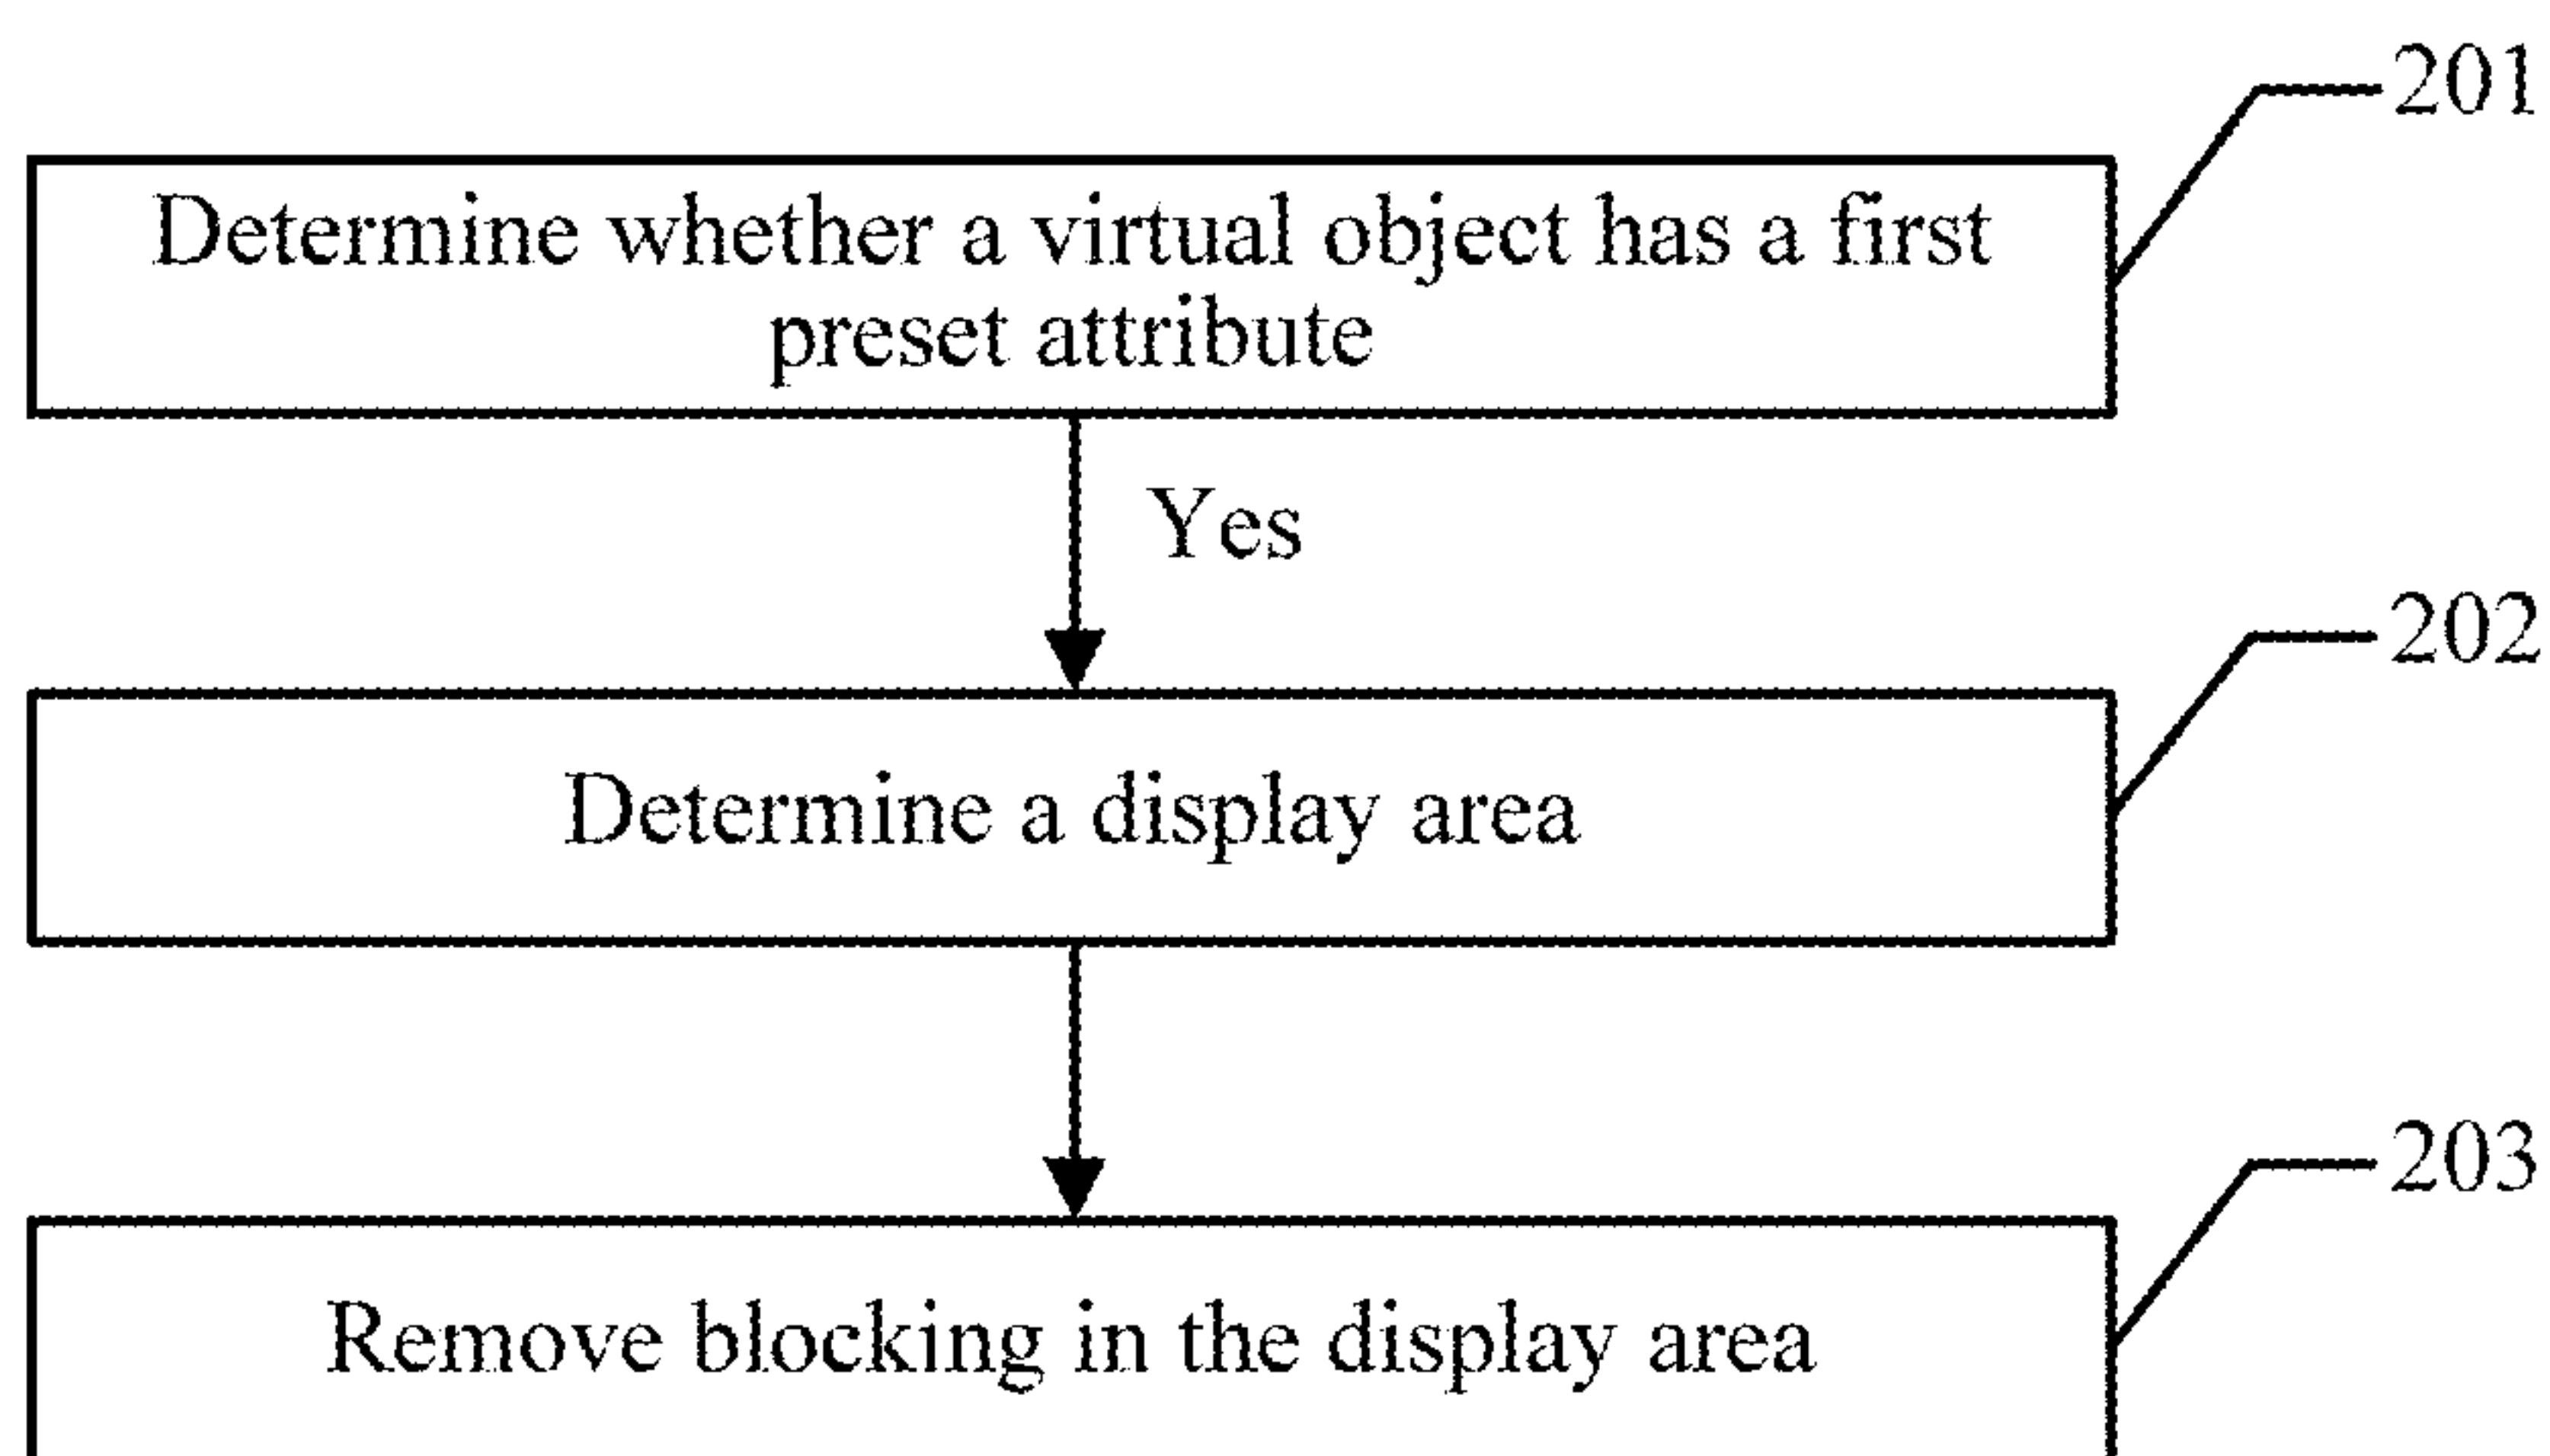 201
Determine whether a virtual object has a first
preset attribute
Yes
202
Determine a display area
203
Remove blocking in the display area